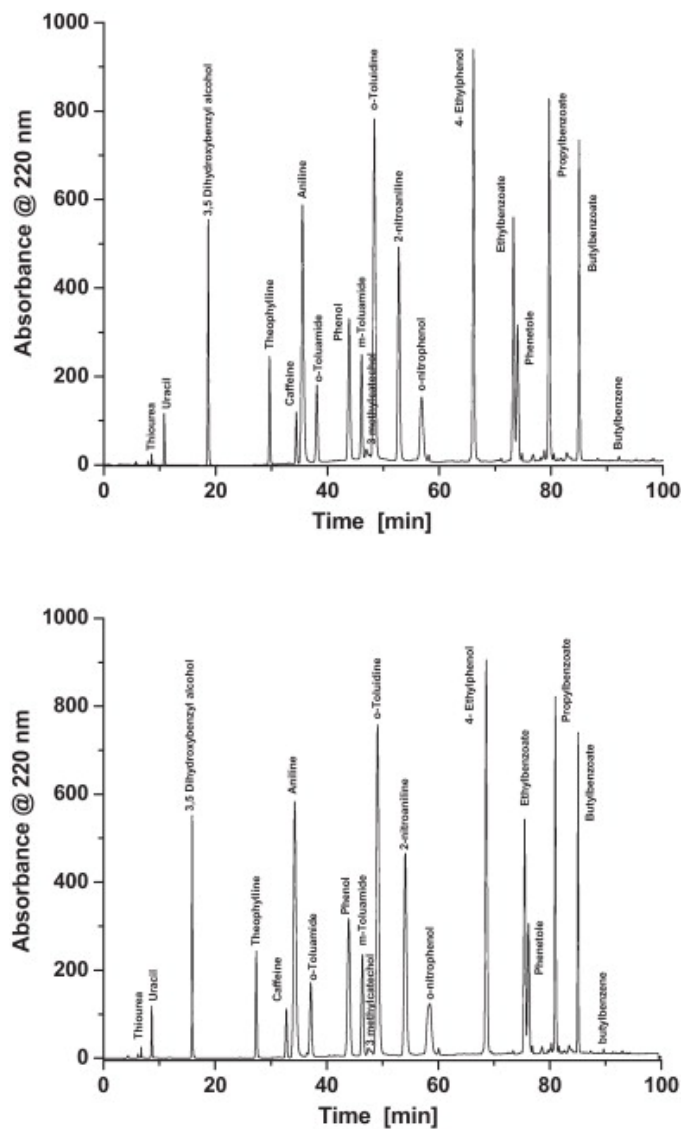 1000
800
600
400
200
0
Absorbance @ 220 nm
Thiourea
Uracil
3,5 Dihydroxybenzyl alcohol
Theophylline
Caffeine
Aniline
o-Toluamide
Phenol
m-Toluamide
3 methylcatechol
o-Toluidine
2-nitroaniline
o-nitrophenol
4- Ethylphenol
Ethylbenzoate
Phenetole
Propylbenzoate
Butylbenzoate
Butylbenzene
0 20 40 60 80 100
Time [min]
1000
800
600
400
200
0
Absorbance @ 220 nm
Thiourea
Uracil
3,5 Dihydroxybenzyl alcohol
Theophylline
Caffeine
Aniline
o-Toluamide
Phenol
m-Toluamide
3 methylcatechol
o-Toluidine
2-nitroaniline
o-nitrophenol
4- Ethylphenol
Ethylbenzoate
Phenetole
Propylbenzoate
Butylbenzoate
butylbenzene
0 20 40 60 80 100
Time [min]